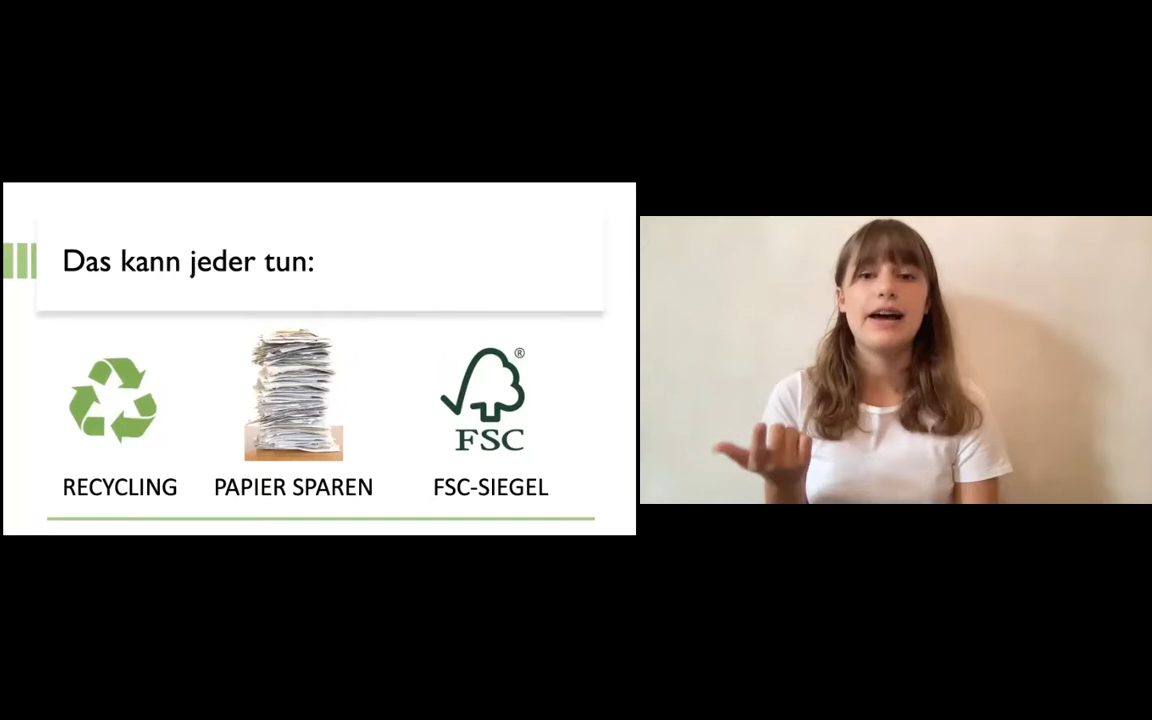 Das kann jeder tun:
®
FSC
RECYCLING
PAPIER SPAREN
FSC-SIEGEL